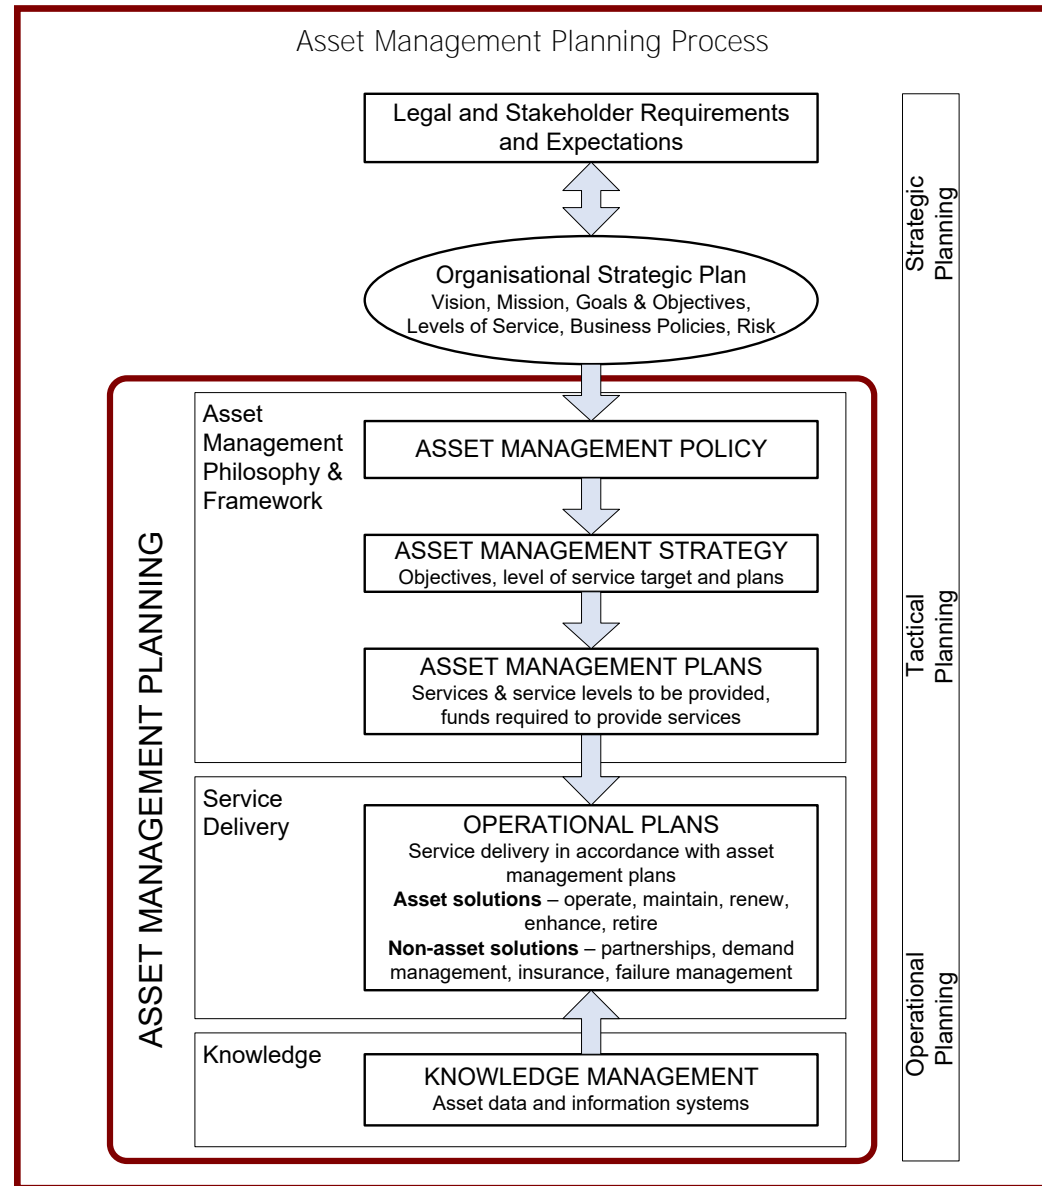 Asset Management Planning Process
Legal and Stakeholder Requirements
and Expectations
Strategic
Planning
Organisational Strategic Plan
Vision, Mission, Goals & Objectives,
Levels of Service, Business Policies, Risk
ASSET MANAGEMENT PLANNING
Asset
Management
Philosophy &
Framework
ASSET MANAGEMENT POLICY
ASSET MANAGEMENT STRATEGY
Objectives, level of service target and plans
Tactical
Planning
ASSET MANAGEMENT PLANS
Services & service levels to be provided,
funds required to provide services
Service
Delivery
OPERATIONAL PLANS
Service delivery in accordance with asset
management plans
Asset solutions – operate, maintain, renew,
enhance, retire
Non-asset solutions – partnerships, demand
management, insurance, failure management
Operational
Planning
Knowledge
KNOWLEDGE MANAGEMENT
Asset data and information systems